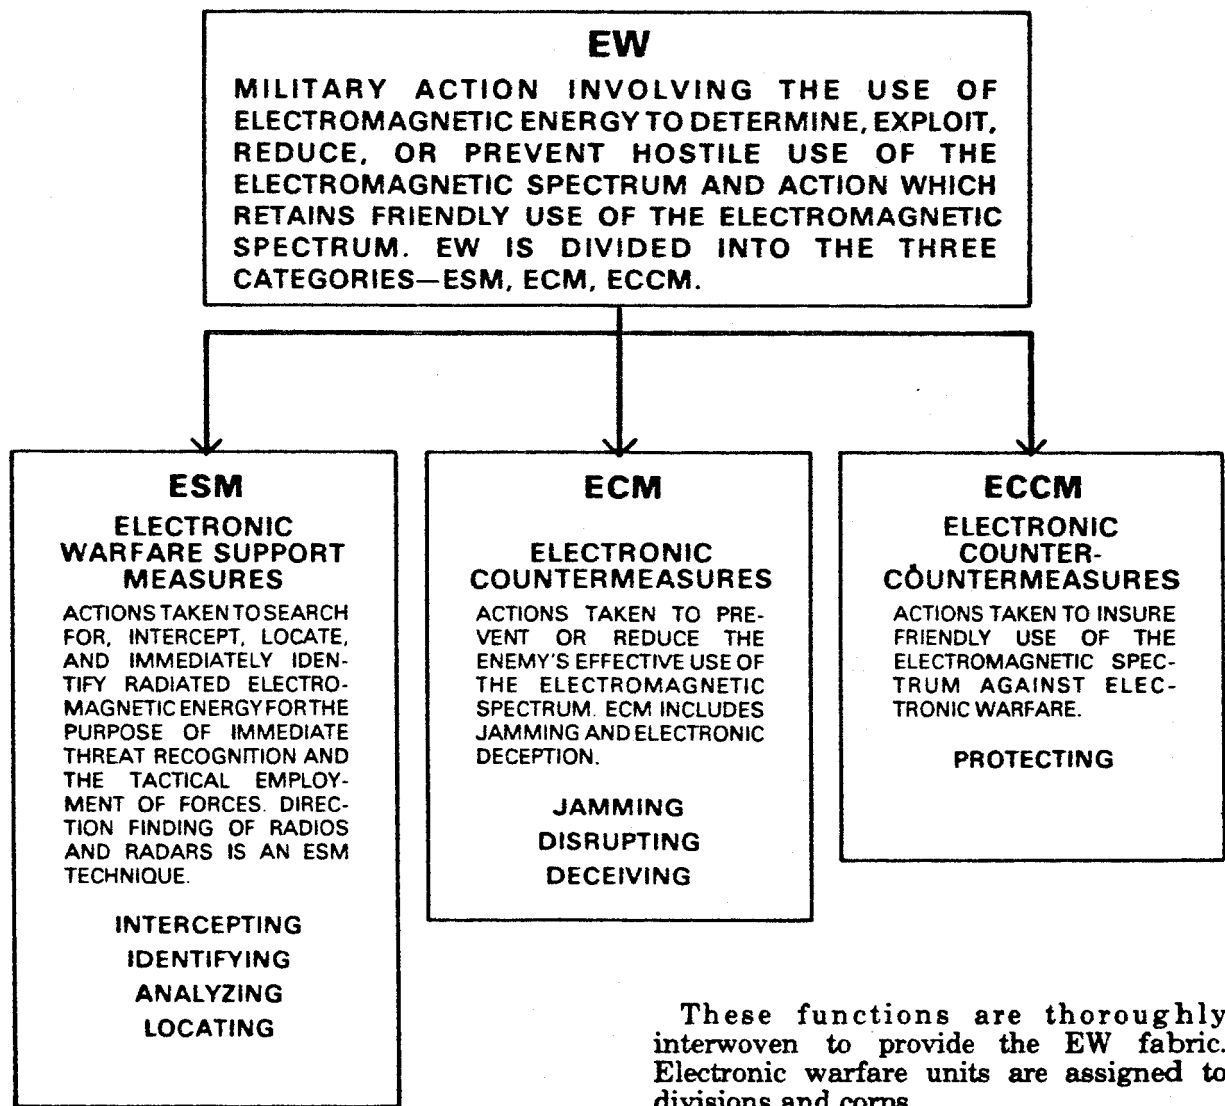 EW
MILITARY ACTION INVOLVING THE USE OF
ELECTROMAGNETIC ENERGY TO DETERMINE, EXPLOIT,
REDUCE, OR PREVENT HOSTILE USE OF THE
ELECTROMAGNETIC SPECTRUM AND ACTION WHICH
RETAINS FRIENDLY USE OF THE ELECTROMAGNETIC
SPECTRUM. EW IS DIVIDED INTO THE THREE
CATEGORIES—ESM, ECM, ECCM.
ESM
ELECTRONIC
WARFARE SUPPORT
MEASURES
ACTIONS TAKEN TO SEARCH
FOR, INTERCEPT, LOCATE,
AND IMMEDIATELY IDEN-
TIFY RADIATED ELECTRO-
MAGNETIC ENERGY FOR THE
PURPOSE OF IMMEDIATE
THREAT RECOGNITION AND
THE TACTICAL EMPLOY-
MENT OF FORCES. DIREC-
TION FINDING OF RADIOS
AND RADARS IS AN ESM
TECHNIQUE.
INTERCEPTING
IDENTIFYING
ANALYZING
LOCATING
ECM
ELECTRONIC
COUNTERMEASURES
ACTIONS TAKEN TO PRE-
VENT OR REDUCE THE
ENEMY'S EFFECTIVE USE OF
THE ELECTROMAGNETIC
SPECTRUM. ECM INCLUDES
JAMMING AND ELECTRONIC
DECEPTION.
JAMMING
DISRUPTING
DECEIVING
ECCM
ELECTRONIC
COUNTER-
COUNTERMEASURES
ACTIONS TAKEN TO INSURE
FRIENDLY USE OF THE
ELECTROMAGNETIC SPEC-
TRUM AGAINST ELEC-
TRONIC WARFARE.
PROTECTING
These functions are thoroughly
interwoven to provide the EW fabric.
Electronic warfare units are assigned to
divisions and corps.